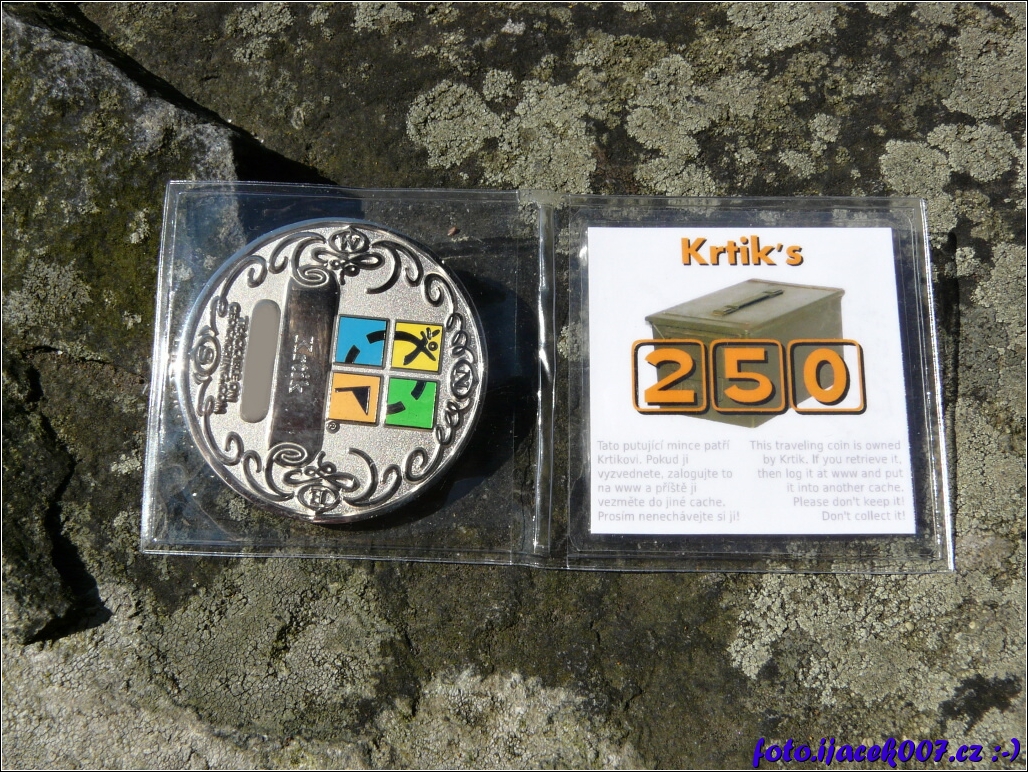 Krtik's
250
Tato putující mince patří
Krtikovi. Pokud ji
vyzvednete, zalogujte to
na www a příště ji
vezměte do jiné cache.
Prosím nenechávejte si ji!
This traveling coin is owned
by Krtik. If you retrieve it,
then log it at www and put
it into another cache.
Please don't keep it!
Don't collect it!
W
S
N
E
Krtik
®
foto.ijacek007.cz :-)